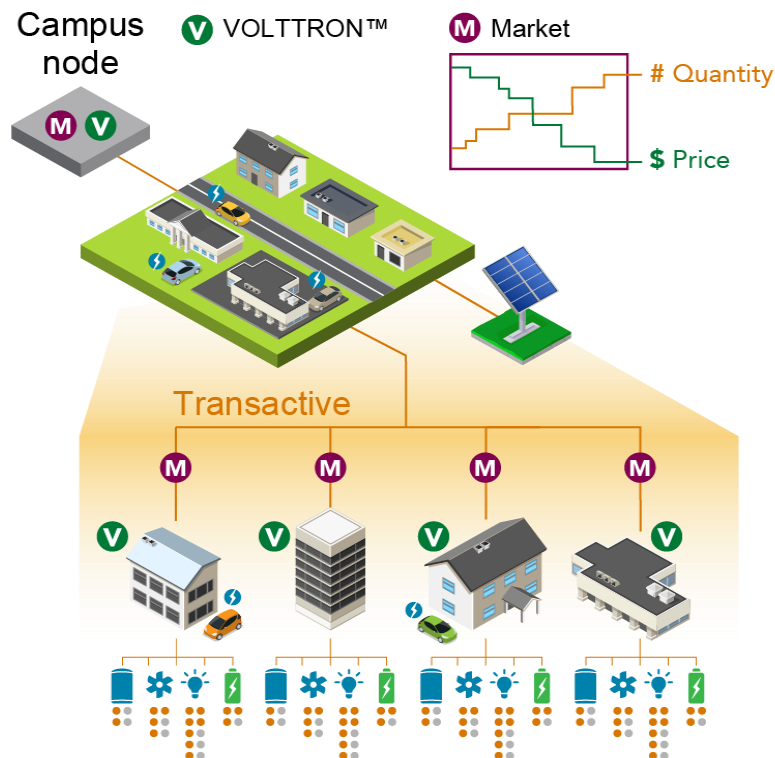 Campus
node
V VOLTTRON™
M Market
# Quantity
$ Price
M V
Transactive
M M M M
V V V V